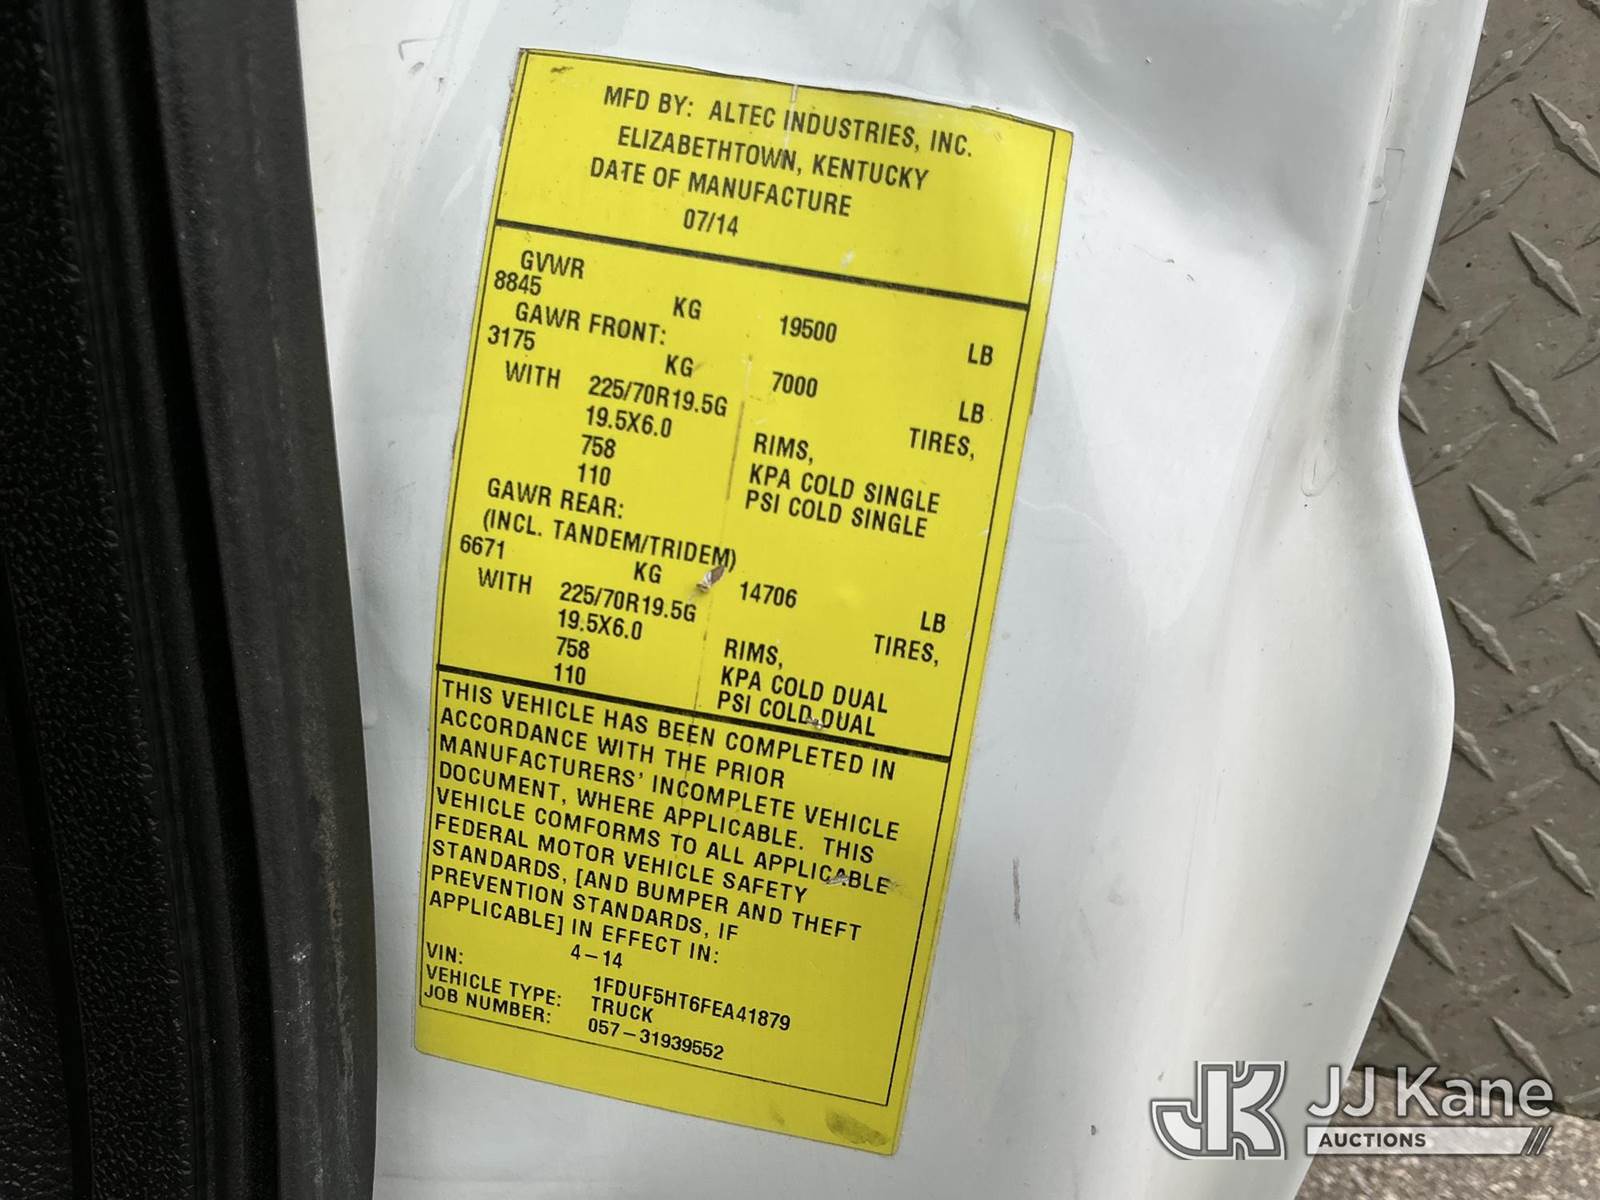 MFD BY: ALTEC INDUSTRIES, INC.
ELIZABETHTOWN, KENTUCKY
DATE OF MANUFACTURE
07/14
GVWR
8845 KG 19500 LB
GAWR FRONT:
3175 KG 7000 LB
WITH 225/70R19.5G TIRES,
19.5X6.0 RIMS,
758 KPA COLD SINGLE
110 PSI COLD SINGLE
GAWR REAR:
(INCL. TANDEM/TRIDEM)
6671 KG 14706 LB
WITH 225/70R19.5G TIRES,
19.5X6.0 RIMS,
758 KPA COLD DUAL
110 PSI COLD DUAL
THIS VEHICLE HAS BEEN COMPLETED IN
ACCORDANCE WITH THE PRIOR
MANUFACTURERS' INCOMPLETE VEHICLE
DOCUMENT, WHERE APPLICABLE. THIS
VEHICLE COMFORMS TO ALL APPLICABLE
FEDERAL MOTOR VEHICLE SAFETY
STANDARDS, [AND BUMPER AND THEFT
PREVENTION STANDARDS, IF
APPLICABLE] IN EFFECT IN:
4-14
VIN: 1FDUF5HT6FEA41879
VEHICLE TYPE: TRUCK
JOB NUMBER: 057-31939552
JK JJ Kane
AUCTIONS